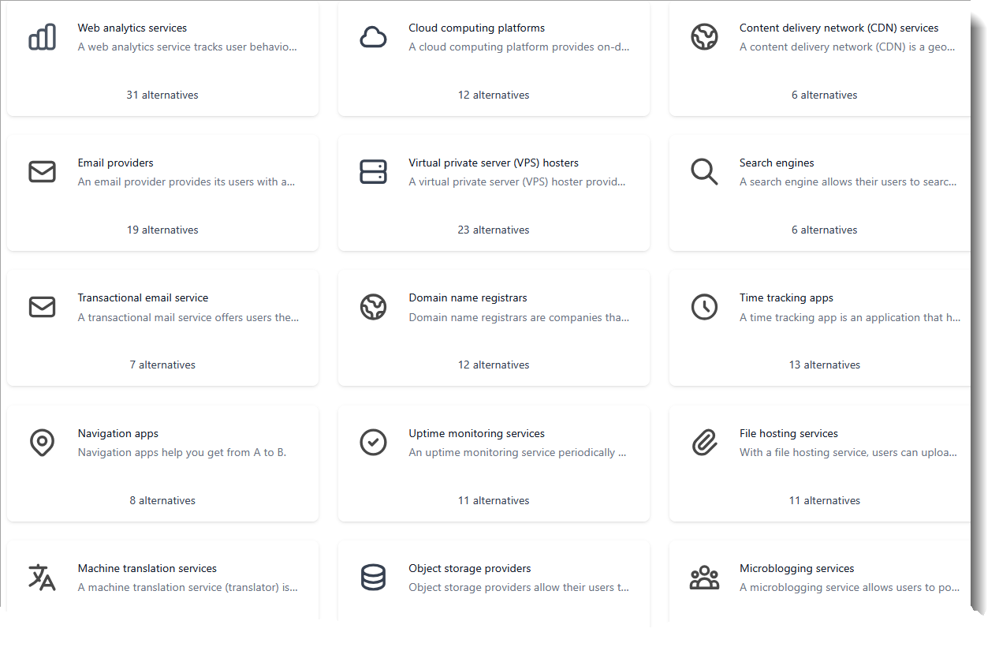 Web analytics services
A web analytics service tracks user behavio...
31 alternatives
Cloud computing platforms
A cloud computing platform provides on-d...
12 alternatives
Content delivery network (CDN) services
A content delivery network (CDN) is a geo...
6 alternatives
Email providers
An email provider provides its users with a...
19 alternatives
Virtual private server (VPS) hosters
A virtual private server (VPS) hoster provid...
23 alternatives
Search engines
A search engine allows their users to searc...
6 alternatives
Transactional email service
A transactional mail service offers users the...
7 alternatives
Domain name registrars
Domain name registrars are companies tha...
12 alternatives
Time tracking apps
A time tracking app is an application that h...
13 alternatives
Navigation apps
Navigation apps help you get from A to B.
8 alternatives
Uptime monitoring services
An uptime monitoring service periodically ...
11 alternatives
File hosting services
With a file hosting service, users can uploa...
11 alternatives
Machine translation services
A machine translation service (translator) is...
Object storage providers
Object storage providers allow their users t...
Microblogging services
A microblogging service allows users to po...